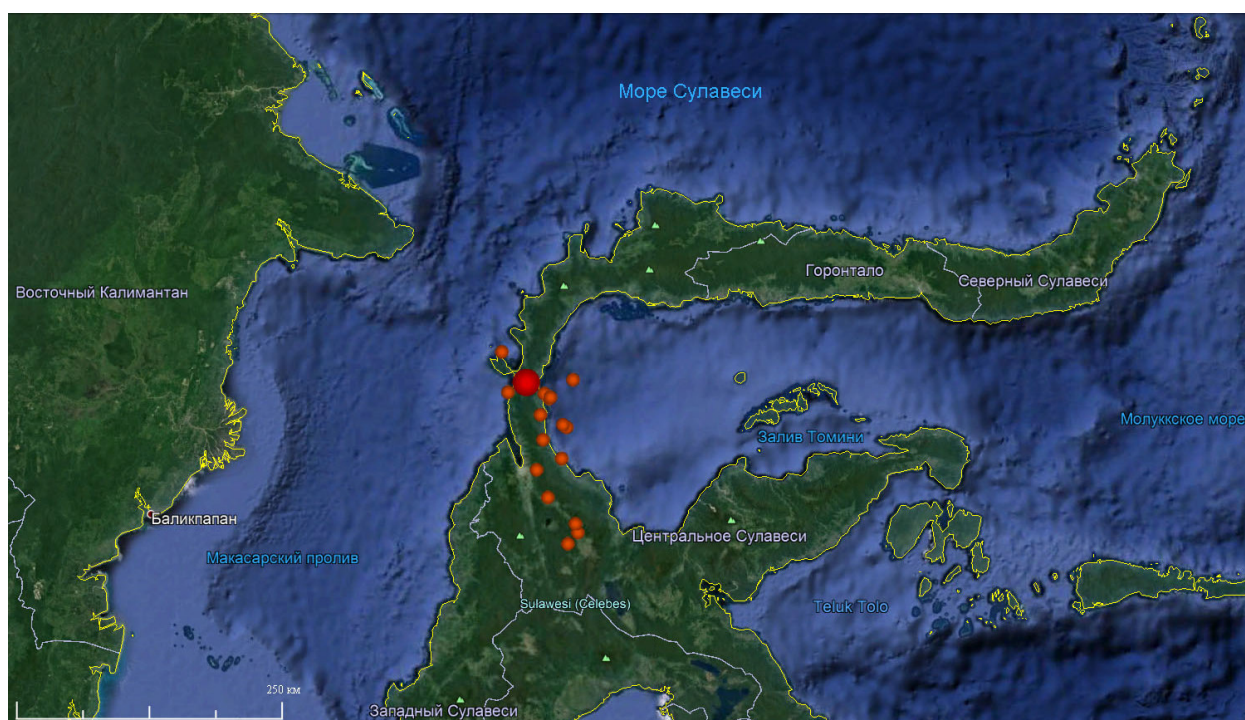 Море Сулавеси
Восточный Калимантан
Горонтало
Северный Сулавеси
Молуккское море
Залив Томини
Баликпапан
Центральное Сулавеси
Макасарский пролив
Sulawesi (Celebes)
Teluk Tolo
250 км
Западный Сулавеси